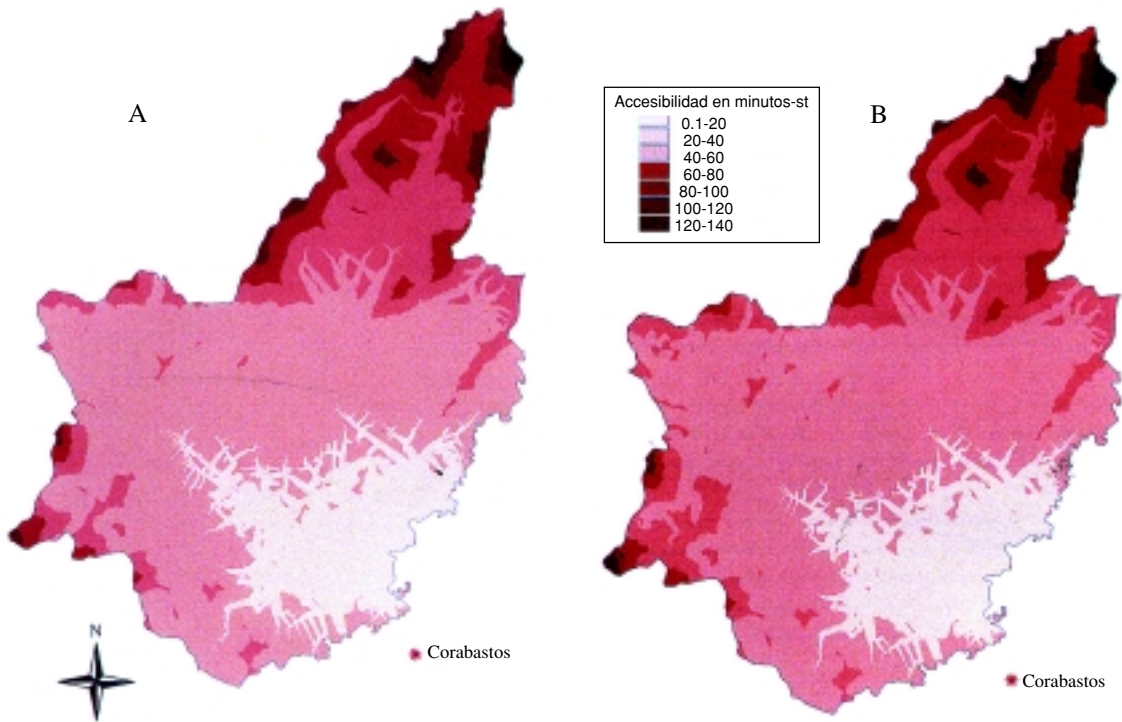 A
Accesibilidad en minutos-st
0.1-20
20-40
40-60
60-80
80-100
100-120
120-140
B
N
Corabastos
Corabastos